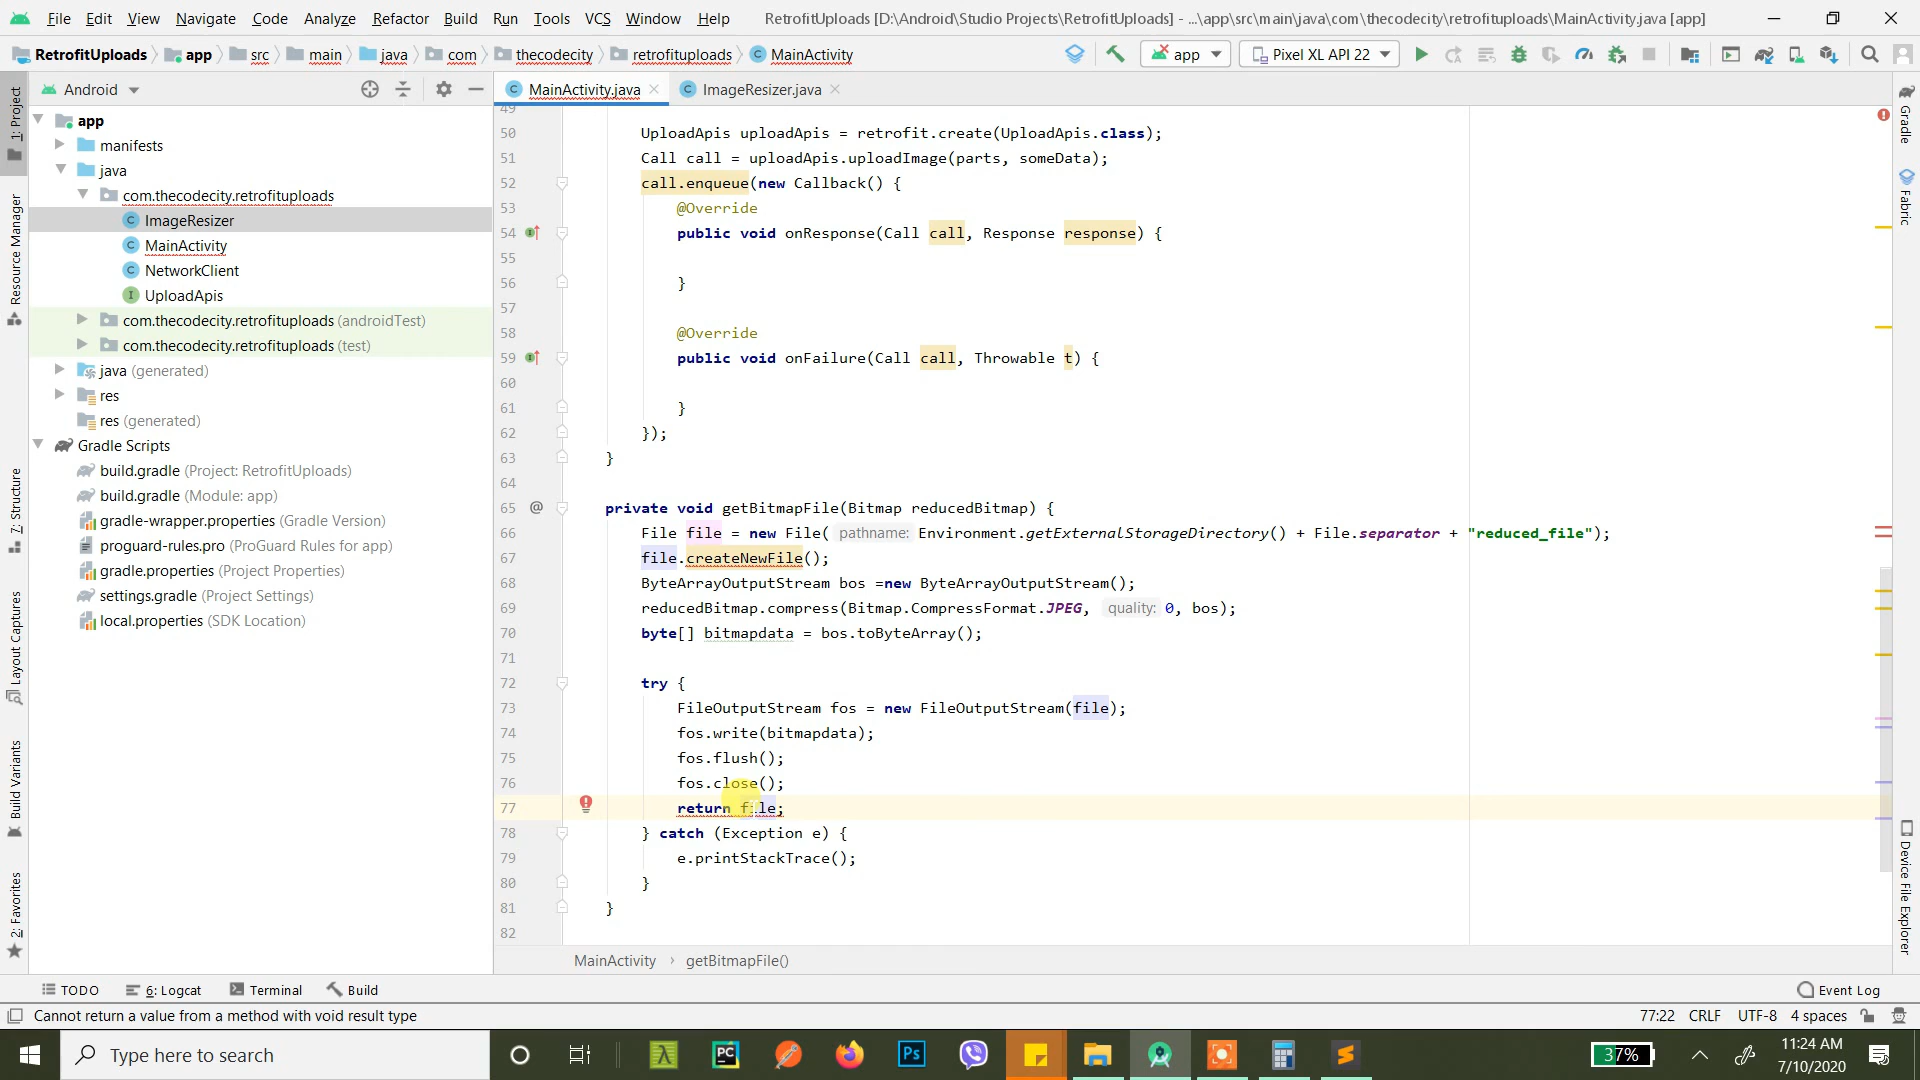 File Edit View Navigate Code Analyze Refactor Build Run Tools VCS Window Help RetrofitUploads [D:\Android\Studio Projects\RetrofitUploads] - ...\app\src\main\java\com\thecodecity\retrofituploads\MainActivity.java [app]
RetrofitUploads app src main java com thecodecity retrofituploads MainActivity app Pixel XL API 22
Android
MainActivity.java ImageResizer.java
1: Project
Resource Manager
7: Structure
Layout Captures
Build Variants
2: Favorites
app
manifests
java
com.thecodecity.retrofituploads
ImageResizer
MainActivity
NetworkClient
UploadApis
com.thecodecity.retrofituploads (androidTest)
com.thecodecity.retrofituploads (test)
java (generated)
res
res (generated)
Gradle Scripts
build.gradle (Project: RetrofitUploads)
build.gradle (Module: app)
gradle-wrapper.properties (Gradle Version)
proguard-rules.pro (ProGuard Rules for app)
gradle.properties (Project Properties)
settings.gradle (Project Settings)
local.properties (SDK Location)
49
50 UploadApis uploadApis = retrofit.create(UploadApis.class);
51 Call call = uploadApis.uploadImage(parts, someData);
52 call.enqueue(new Callback() {
53 @Override
54 public void onResponse(Call call, Response response) {
55
56 }
57
58 @Override
59 public void onFailure(Call call, Throwable t) {
60
61 }
62 });
63 }
64
65 @ private void getBitmapFile(Bitmap reducedBitmap) {
66 File file = new File( pathname: Environment.getExternalStorageDirectory() + File.separator + "reduced_file");
67 file.createNewFile();
68 ByteArrayOutputStream bos =new ByteArrayOutputStream();
69 reducedBitmap.compress(Bitmap.CompressFormat.JPEG, quality: 0, bos);
70 byte[] bitmapdata = bos.toByteArray();
71
72 try {
73 FileOutputStream fos = new FileOutputStream(file);
74 fos.write(bitmapdata);
75 fos.flush();
76 fos.close();
77 return file;
78 } catch (Exception e) {
79 e.printStackTrace();
80 }
81 }
82
MainActivity › getBitmapFile()
Gradle
Fabric
Device File Explorer
TODO 6: Logcat Terminal Build Event Log
Cannot return a value from a method with void result type 77:22 CRLF UTF-8 4 spaces
Type here to search 37% 11:24 AM
7/10/2020